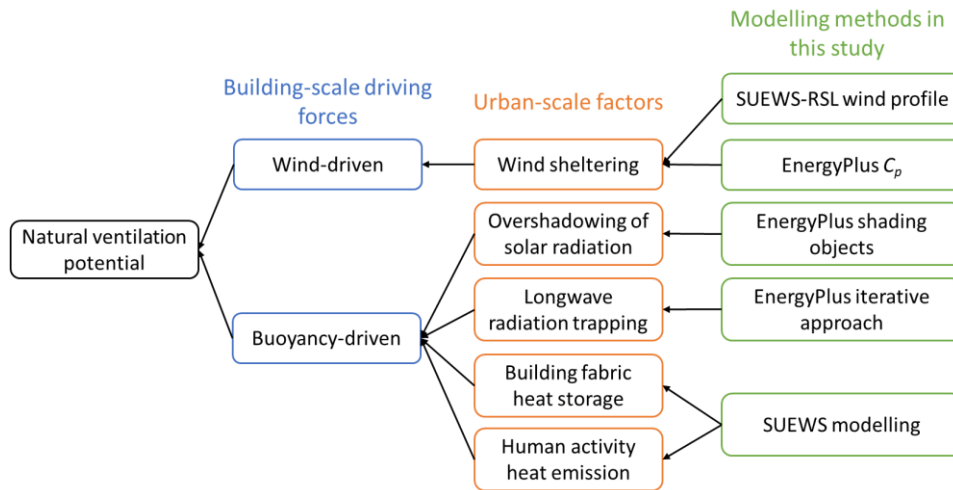 Modelling methods in
this study
Building-scale driving
forces
Urban-scale factors
SUEWS-RSL wind profile
Wind-driven
Wind sheltering
EnergyPlus Cp
Natural ventilation
potential
Overshadowing of
solar radiation
EnergyPlus shading
objects
Longwave
radiation trapping
EnergyPlus iterative
approach
Buoyancy-driven
Building fabric
heat storage
SUEWS modelling
Human activity
heat emission